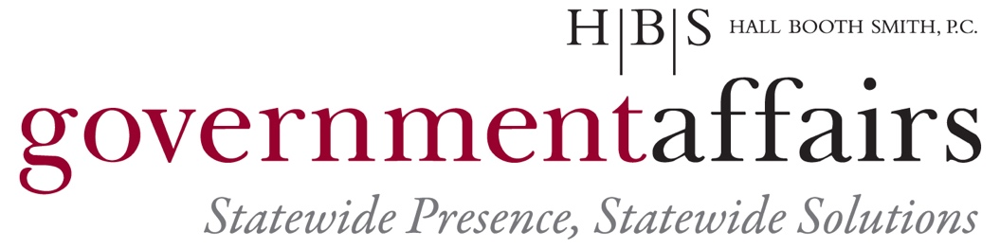 H|B|S HALL BOOTH SMITH, P.C.
governmentaffairs
Statewide Presence, Statewide Solutions